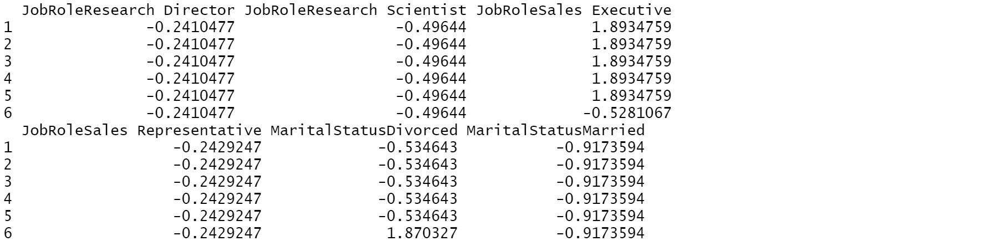 JobRoleResearch Director JobRoleResearch Scientist JobRoleSales Executive
1 -0.2410477 -0.49644 1.8934759
2 -0.2410477 -0.49644 1.8934759
3 -0.2410477 -0.49644 1.8934759
4 -0.2410477 -0.49644 1.8934759
5 -0.2410477 -0.49644 1.8934759
6 -0.2410477 -0.49644 -0.5281067
JobRoleSales Representative MaritalStatusDivorced MaritalStatusMarried
1 -0.2429247 -0.534643 -0.9173594
2 -0.2429247 -0.534643 -0.9173594
3 -0.2429247 -0.534643 -0.9173594
4 -0.2429247 -0.534643 -0.9173594
5 -0.2429247 -0.534643 -0.9173594
6 -0.2429247 1.870327 -0.9173594